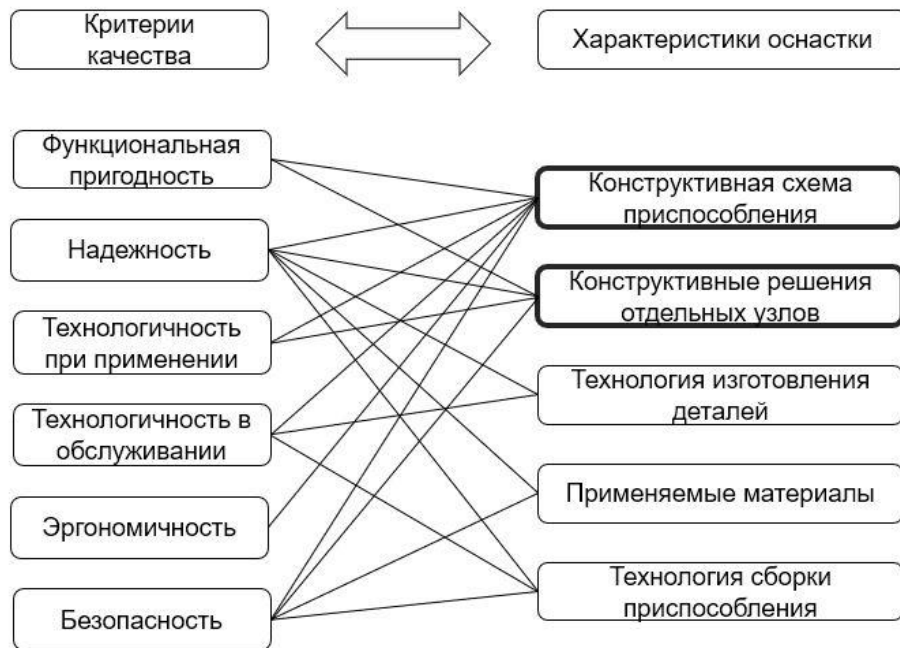 Критерии
качества
Характеристики оснастки
Функциональная
пригодность
Надежность
Технологичность
при применении
Технологичность в
обслуживании
Эргономичность
Безопасность
Конструктивная схема
приспособления
Конструктивные решения
отдельных узлов
Технология изготовления
деталей
Применяемые материалы
Технология сборки
приспособления